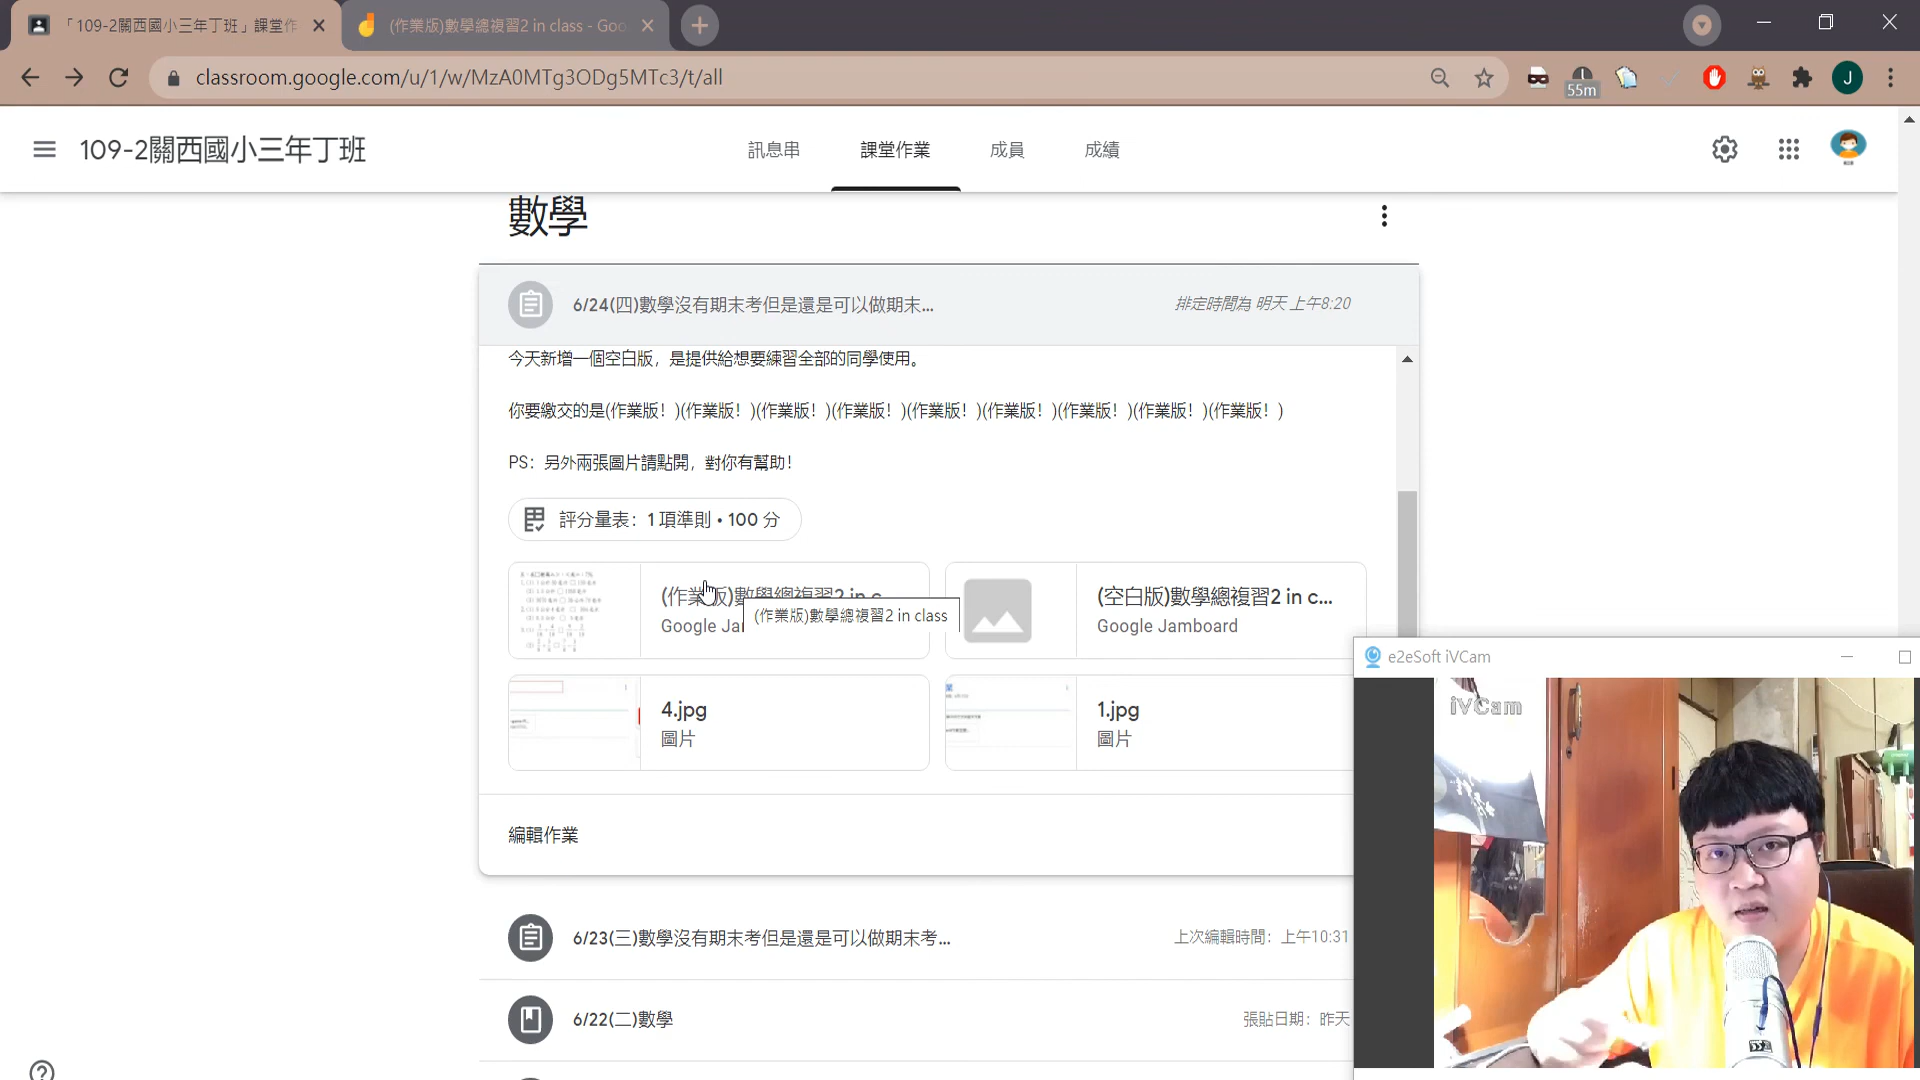 「109-2關西國小三年丁班」課堂作
(作業版)數學總複習2 in class - Goo
classroom.google.com/u/1/w/MzA0MTg3ODg5MTc3/t/all
55m
J
109-2關西國小三年丁班
訊息串
課堂作業
成員
成績
數學
6/24(四)數學沒有期末考但是還是可以做期末...
排定時間為 明天 上午8:20
今天新增一個空白版，是提供給想要練習全部的同學使用。
你要繳交的是(作業版！)(作業版！)(作業版！)(作業版！)(作業版！)(作業版！)(作業版！)(作業版！)(作業版！)
PS：另外兩張圖片請點開，對你有幫助！
評分量表：1 項準則 • 100 分
(作業版)數學總複習2 in c...
Google Jam
(作業版)數學總複習2 in class
(空白版)數學總複習2 in c...
Google Jamboard
4.jpg
圖片
1.jpg
圖片
e2eSoft iVCam
iVCam
編輯作業
6/23(三)數學沒有期末考但是還是可以做期末考...
上次編輯時間：上午10:31
6/22(二)數學
張貼日期：昨天